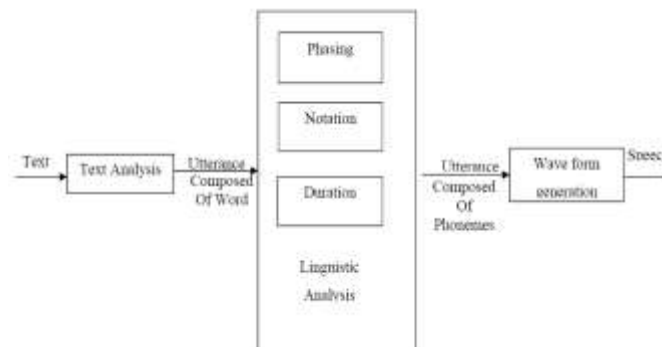 Phasing
Notation
Duration
Text
Text Analysis
Utterance
Composed
Of Word
Lingnistic
Analysis
Utterance
Composed
Of
Phonemes
Wave form
generation
Speec